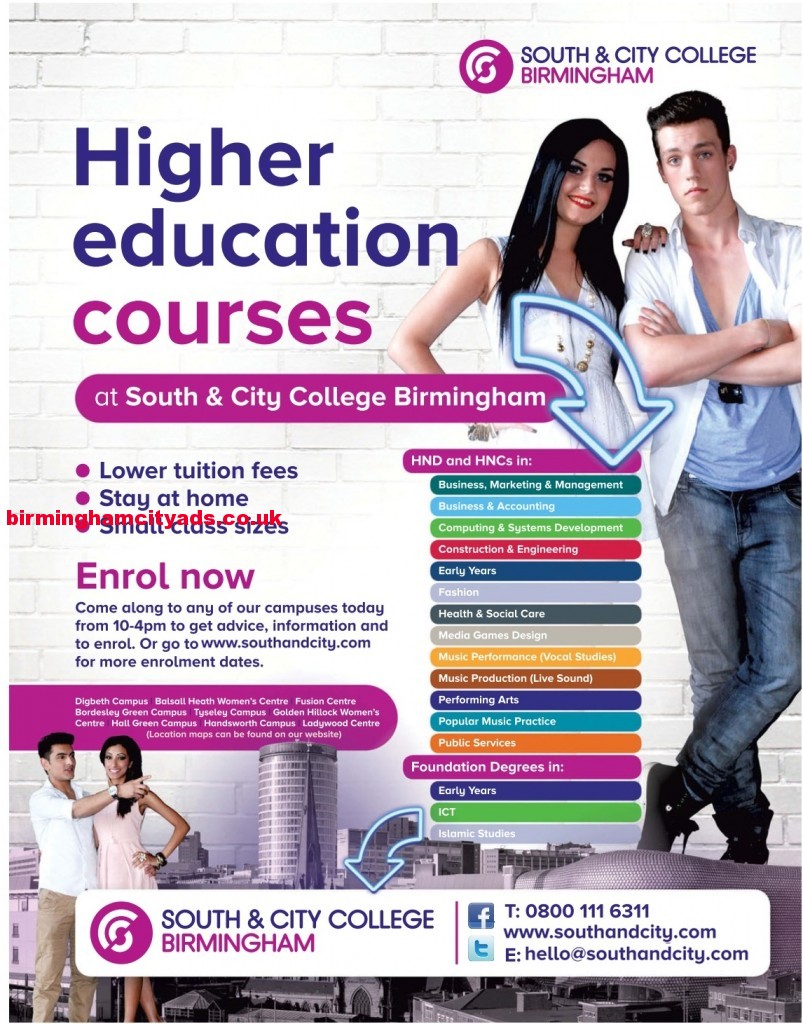 SOUTH & CITY COLLEGE
BIRMINGHAM
Higher
education
courses
at South & City College Birmingham
Lower tuition fees
Stay at home
birminghamcityads.co.uk
Small class sizes
Enrol now
Come along to any of our campuses today
from 10-4pm to get advice, information and
to enrol. Or go to www.southandcity.com
for more enrolment dates.
Digbeth Campus Balsall Heath Women's Centre Fusion Centre
Bordesley Green Campus Tyseley Campus Golden Hillock Women's
Centre Hall Green Campus Handsworth Campus Ladywood Centre
(Location maps can be found on our website)
HND and HNCs in:
Business, Marketing & Management
Business & Accounting
Computing & Systems Development
Construction & Engineering
Early Years
Fashion
Health & Social Care
Media Games Design
Music Performance (Vocal Studies)
Music Production (Live Sound)
Performing Arts
Popular Music Practice
Public Services
Foundation Degrees in:
Early Years
ICT
Islamic Studies
SOUTH & CITY COLLEGE
BIRMINGHAM
T: 0800 111 6311
www.southandcity.com
E: hello@southandcity.com